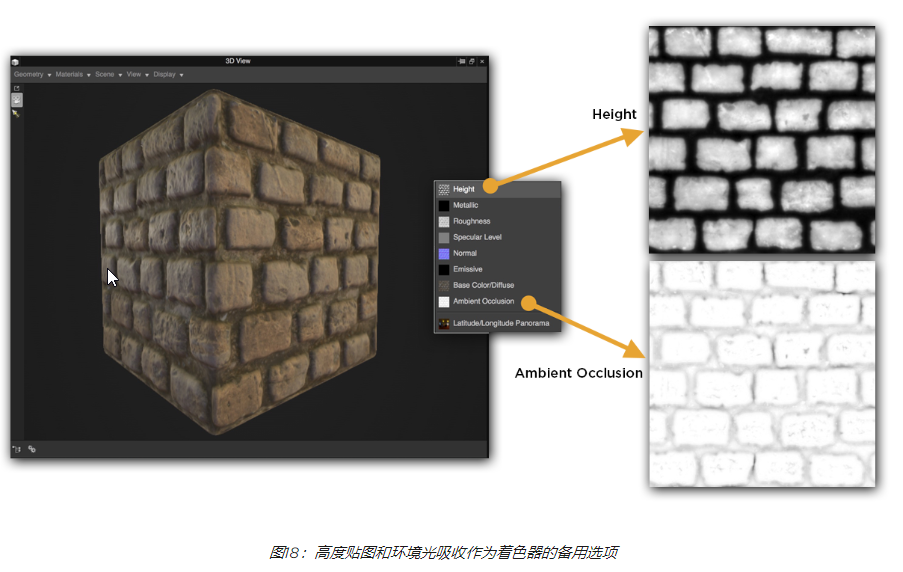 3D View
Geometry Materials Scene View Display
Height
Metallic
Roughness
Specular Level
Normal
Emissive
Base Color/Diffuse
Ambient Occlusion
Latitude/Longitude Panorama
Height
Ambient Occlusion
图18：高度贴图和环境光吸收作为着色器的备用选项